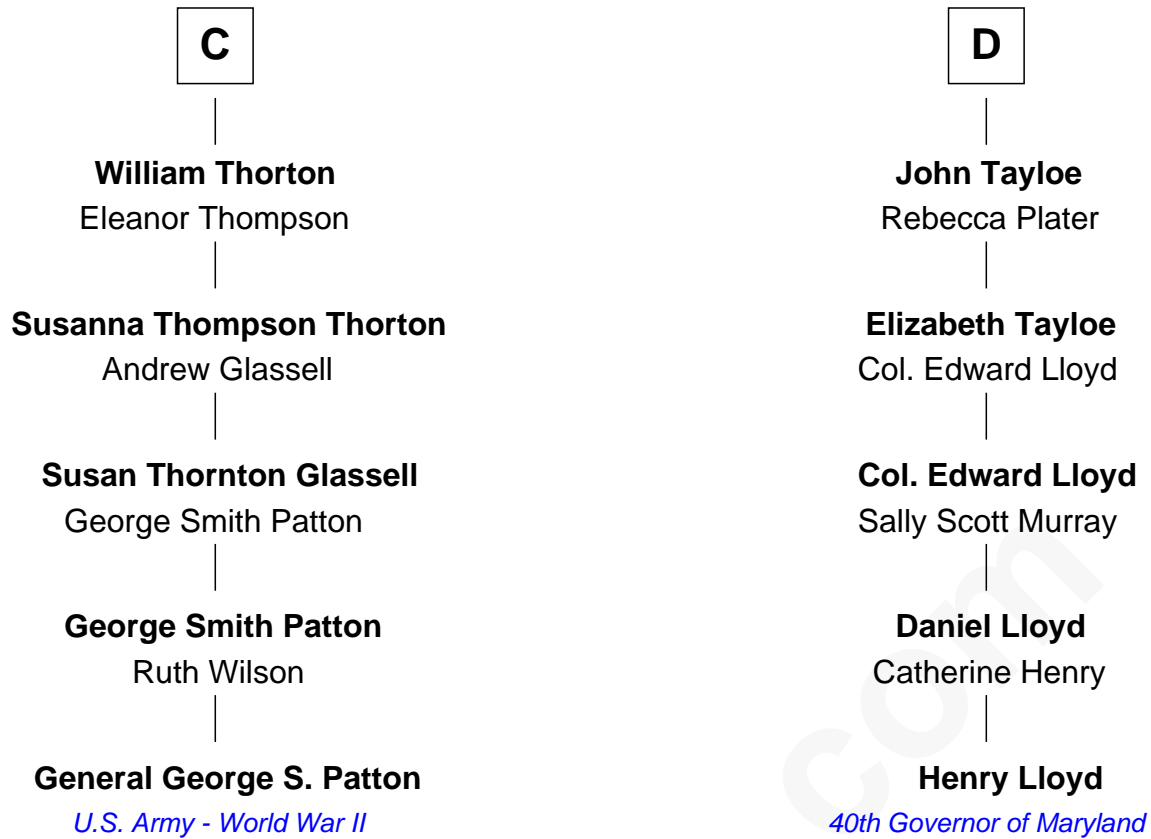 C
William Thorton
Eleanor Thompson
Susanna Thompson Thorton
Andrew Glassell
Susan Thornton Glassell
George Smith Patton
George Smith Patton
Ruth Wilson
General George S. Patton
U.S. Army - World War II
D
John Tayloe
Rebecca Plater
Elizabeth Tayloe
Col. Edward Lloyd
Col. Edward Lloyd
Sally Scott Murray
Daniel Lloyd
Catherine Henry
Henry Lloyd
40th Governor of Maryland
com